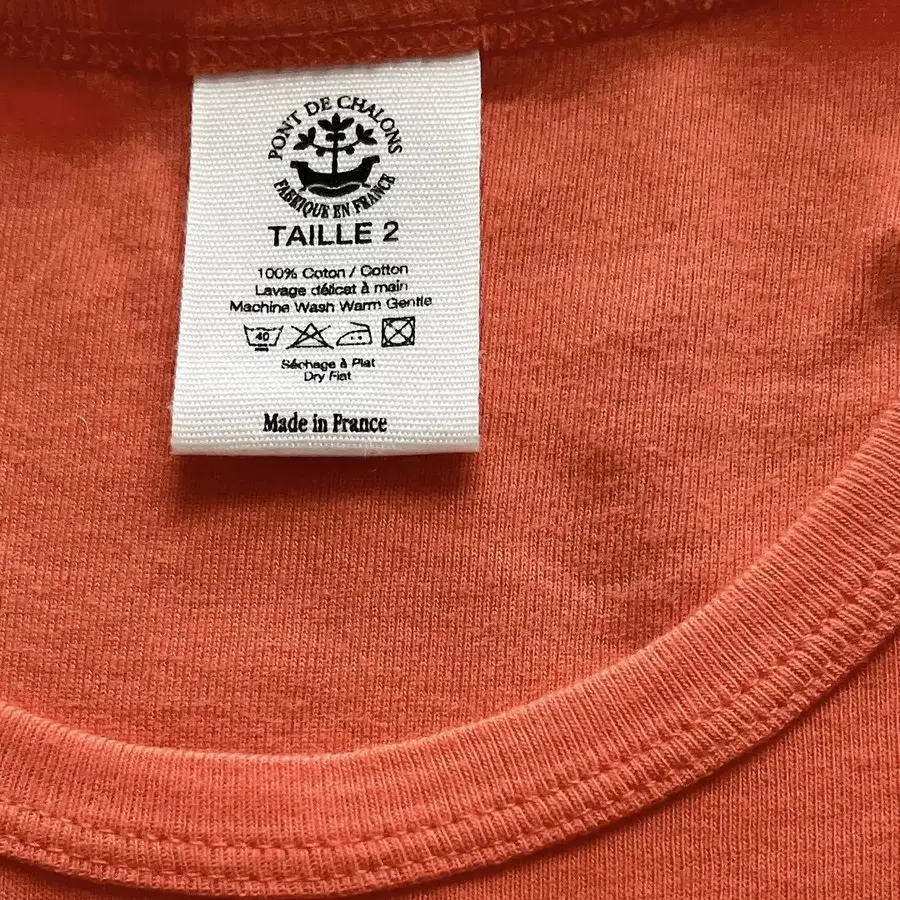 PONT DE CHALONS
FABRIQUE EN FRANCE
TAILLE 2
100% Coton / Cotton
Lavage délicat à main
Machine Wash Warm Gentle
40
Séchage à Plat
Dry Flat
Made in France